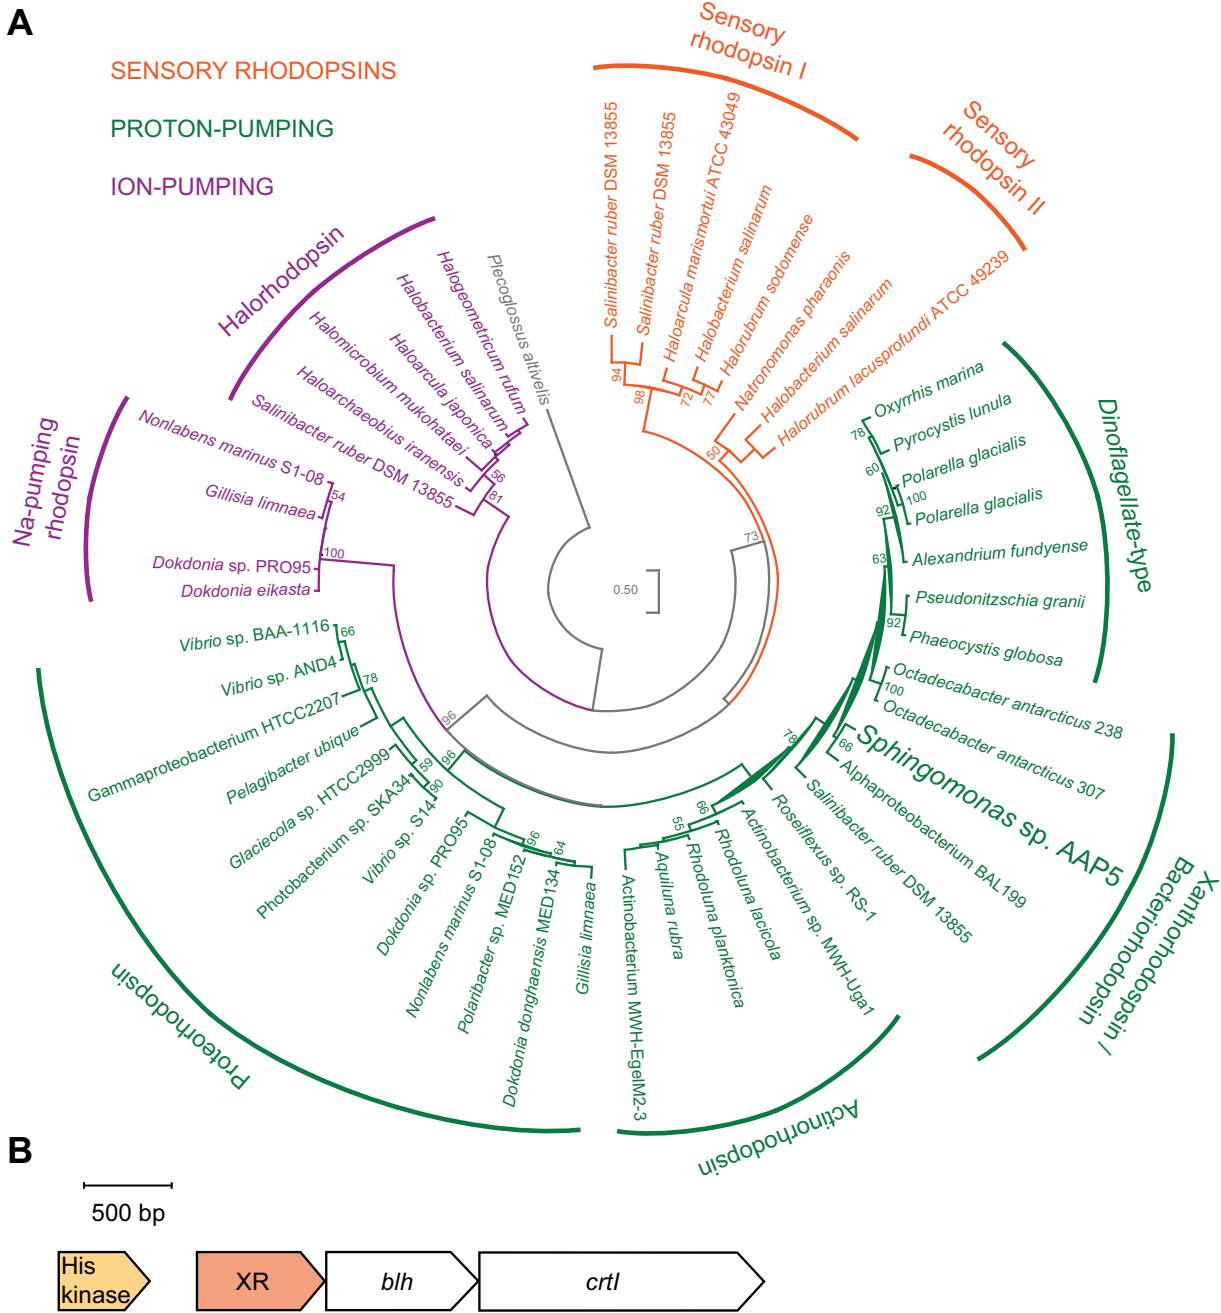 A
SENSORY RHODOPSINS
PROTON-PUMPING
ION-PUMPING
Sensory
rhodopsin I
Sensory
rhodopsin II
Salinibacter ruber DSM 13855
Salinibacter ruber DSM 13855
Haloarcula marismortui ATCC 43049
Halobacterium salinarum
Halorubrum sodomense
Natronomonas pharaonis
Halobacterium salinarum
Halorubrum lacusprofundi ATCC 49239
94
98
72
77
50
73
Dinoflagellate-type
Oxyrrhis marina
Pyrocystis lunula
Polarella glacialis
Polarella glacialis
Alexandrium fundyense
Pseudonitzschia granii
Phaeocystis globosa
78
60
100
92
63
92
Octadecabacter antarcticus 238
Octadecabacter antarcticus 307
Sphingomonas sp. AAP5
Alphaproteobacterium BAL199
Salinibacter ruber DSM 13855
Roseiflexus sp. RS-1
100
66
78
Xanthorhodospsin /
Bacteriorhodopsin
Actinobacterium sp. MWH-Uga1
Rhodoluna lacicola
Rhodoluna planktonica
Aquiluna rubra
Actinobacterium MWH-EgelM2-3
66
55
Actinorhodopsin
Gillisia limnaea
Dokdonia donghaensis MED134
Polaribacter sp. MED152
Nonlabens marinus S1-08
Dokdonia sp. PRO95
64
96
Vibrio sp. S14
Photobacterium sp. SKA34
Glaciecola sp. HTCC2999
Pelagibacter ubique
Gammaproteobacterium HTCC2207
Vibrio sp. AND4
Vibrio sp. BAA-1116
90
59
96
78
66
96
Proteorhodopsin
Na-pumping
rhodopsin
Dokdonia eikasta
Dokdonia sp. PRO95
Gillisia limnaea
Nonlabens marinus S1-08
100
54
Halorhodopsin
Salinibacter ruber DSM 13855
Haloarchaeobius iranensis
Halomicrobium mukohataei
Haloarcula japonica
Halobacterium salinarum
Halogeometricum rufum
81
56
Plecoglossus altivelis
0.50
B
500 bp
His
kinase
XR
blh
crtI